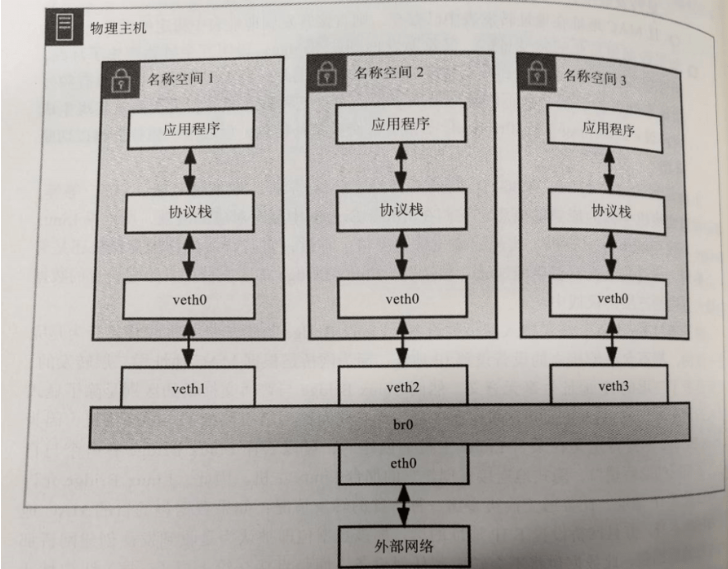 物理主机
名称空间 1
名称空间 2
名称空间 3
应用程序
应用程序
应用程序
协议栈
协议栈
协议栈
veth0
veth0
veth0
veth1
veth2
veth3
br0
eth0
外部网络